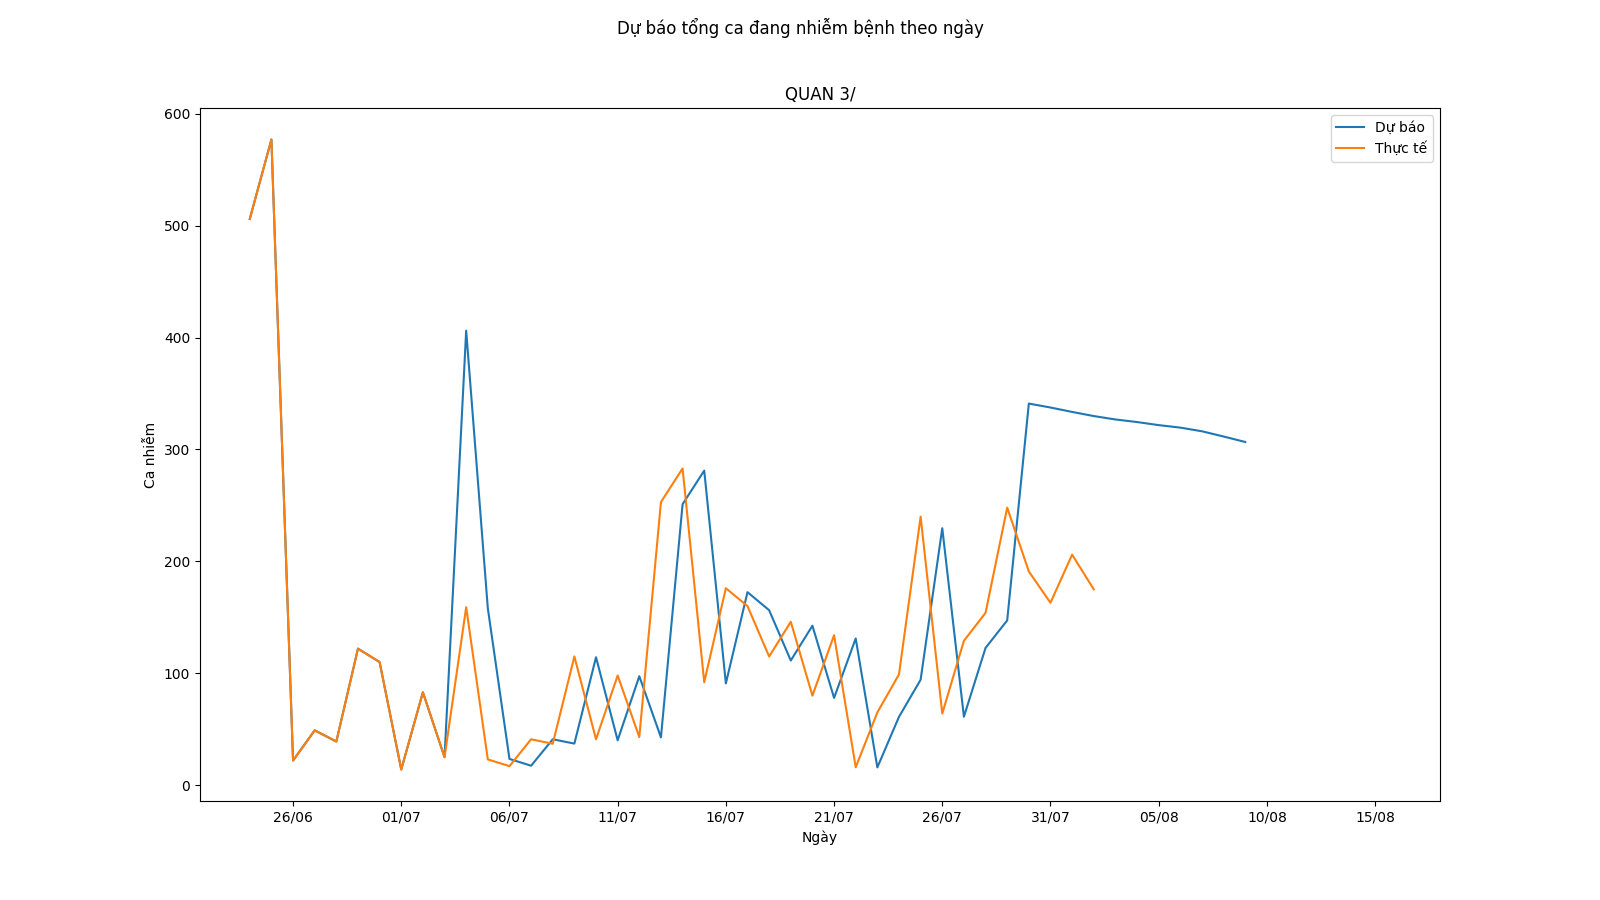 Dự báo tổng ca đang nhiễm bệnh theo ngày
QUAN 3/
600
500
400
300
200
100
0
Ca nhiễm
Dự báo
Thực tế
26/06 01/07 06/07 11/07 16/07 21/07 26/07 31/07 05/08 10/08 15/08
Ngày